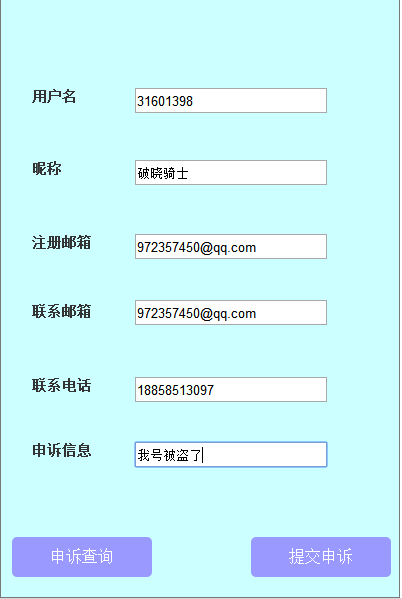 用户名 31601398
昵称 破晓骑士
注册邮箱 972357450@qq.com
联系邮箱 972357450@qq.com
联系电话 18858513097
申诉信息 我号被盗了
申诉查询 提交申诉